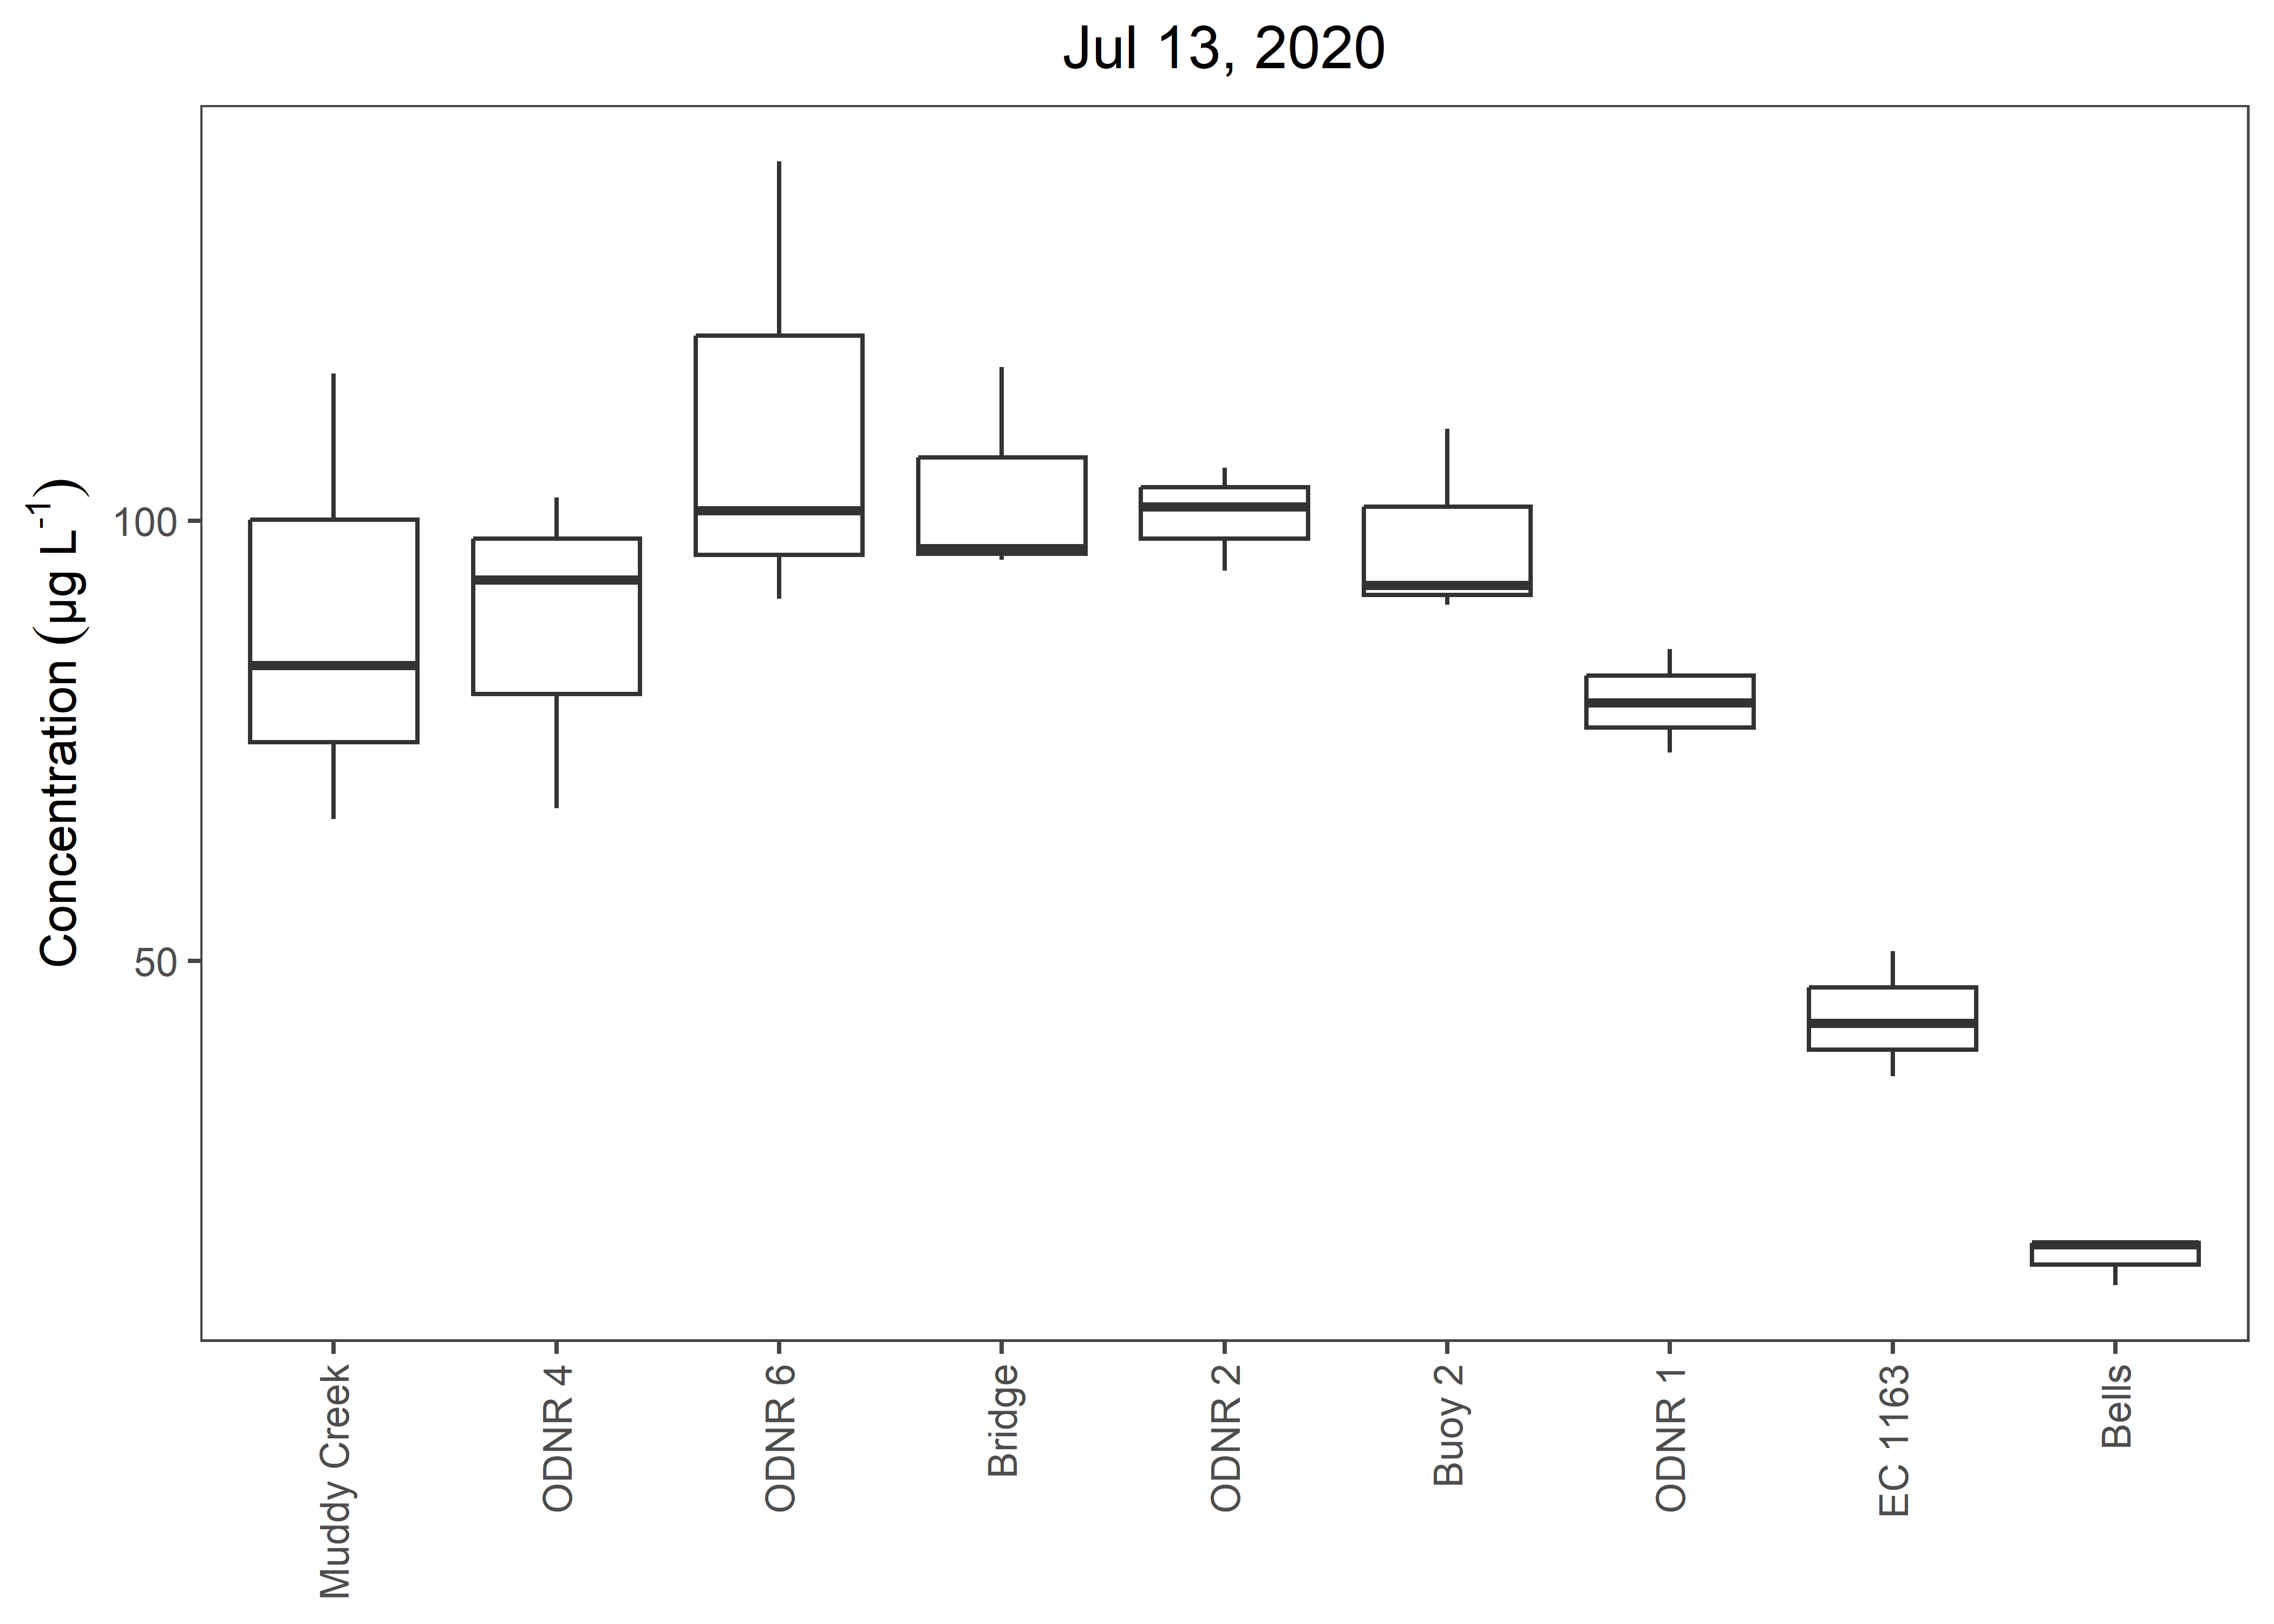 Jul 13, 2020
Concentration (µg L⁻¹)
100
50
Muddy Creek
ODNR 4
ODNR 6
Bridge
ODNR 2
Buoy 2
ODNR 1
EC 1163
Bells